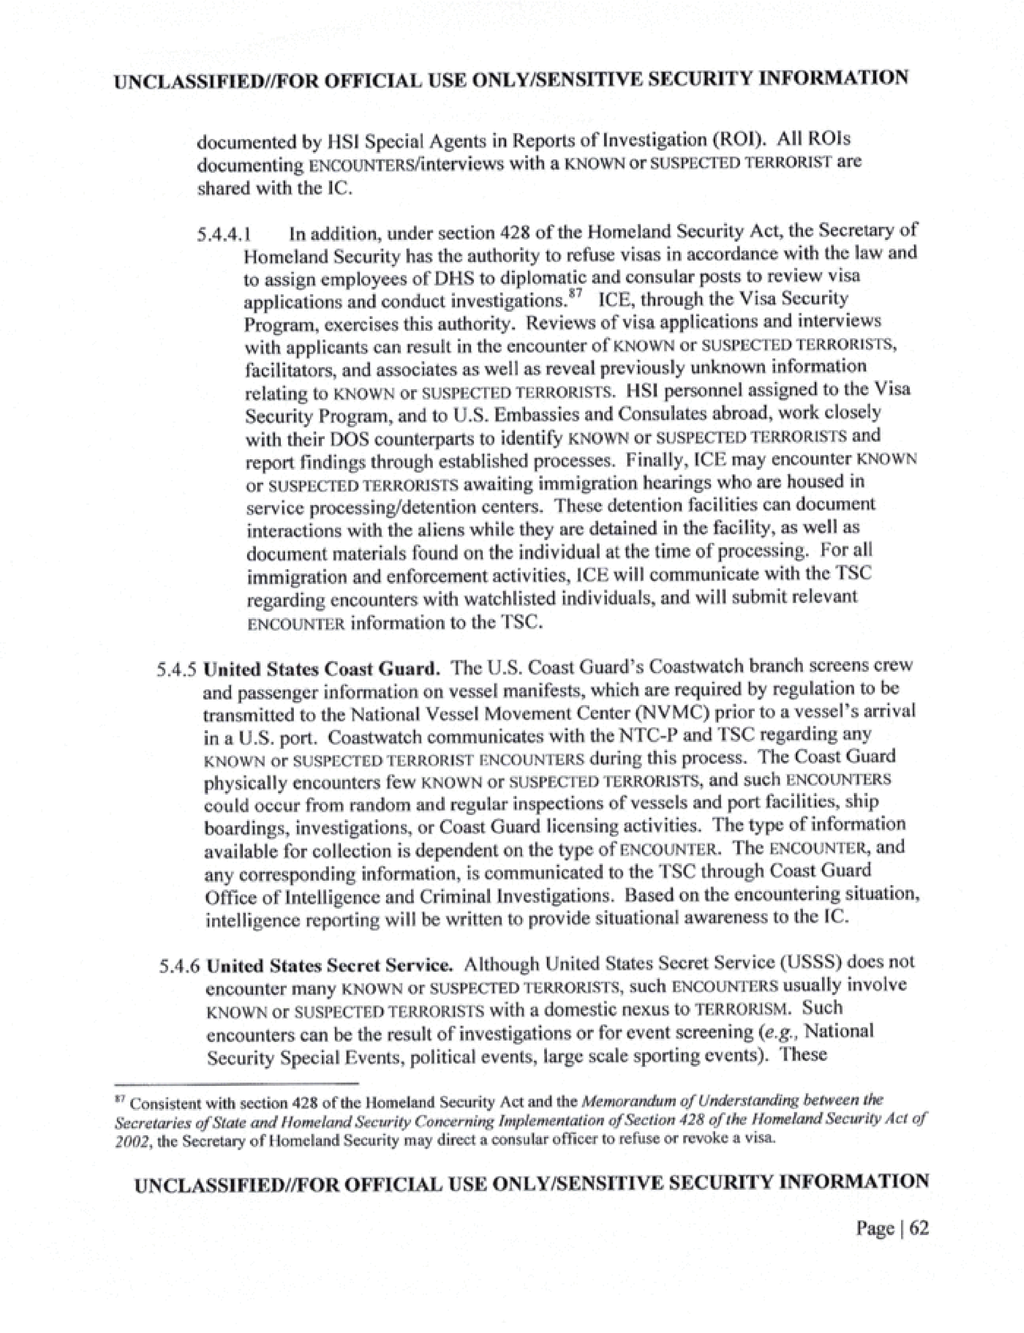 UNCLASSIFIED//FOR OFFICIAL USE ONLY/SENSITIVE SECURITY INFORMATION
documented by HSI Special Agents in Reports of Investigation (ROI). All ROIs
documenting ENCOUNTERS/interviews with a KNOWN or SUSPECTED TERRORIST are
shared with the IC.
5.4.4.1 In addition, under section 428 of the Homeland Security Act, the Secretary of
Homeland Security has the authority to refuse visas in accordance with the law and
to assign employees of DHS to diplomatic and consular posts to review visa
applications and conduct investigations.87 ICE, through the Visa Security
Program, exercises this authority. Reviews of visa applications and interviews
with applicants can result in the encounter of KNOWN or SUSPECTED TERRORISTS,
facilitators, and associates as well as reveal previously unknown information
relating to KNOWN or SUSPECTED TERRORISTS. HSI personnel assigned to the Visa
Security Program, and to U.S. Embassies and Consulates abroad, work closely
with their DOS counterparts to identify KNOWN or SUSPECTED TERRORISTS and
report findings through established processes. Finally, ICE may encounter KNOWN
or SUSPECTED TERRORISTS awaiting immigration hearings who are housed in
service processing/detention centers. These detention facilities can document
interactions with the aliens while they are detained in the facility, as well as
document materials found on the individual at the time of processing. For all
immigration and enforcement activities, ICE will communicate with the TSC
regarding encounters with watchlisted individuals, and will submit relevant
ENCOUNTER information to the TSC.
5.4.5 United States Coast Guard. The U.S. Coast Guard's Coastwatch branch screens crew
and passenger information on vessel manifests, which are required by regulation to be
transmitted to the National Vessel Movement Center (NVMC) prior to a vessel's arrival
in a U.S. port. Coastwatch communicates with the NTC-P and TSC regarding any
KNOWN or SUSPECTED TERRORIST ENCOUNTERS during this process. The Coast Guard
physically encounters few KNOWN or SUSPECTED TERRORISTS, and such ENCOUNTERS
could occur from random and regular inspections of vessels and port facilities, ship
boardings, investigations, or Coast Guard licensing activities. The type of information
available for collection is dependent on the type of ENCOUNTER. The ENCOUNTER, and
any corresponding information, is communicated to the TSC through Coast Guard
Office of Intelligence and Criminal Investigations. Based on the encountering situation,
intelligence reporting will be written to provide situational awareness to the IC.
5.4.6 United States Secret Service. Although United States Secret Service (USSS) does not
encounter many KNOWN or SUSPECTED TERRORISTS, such ENCOUNTERS usually involve
KNOWN or SUSPECTED TERRORISTS with a domestic nexus to TERRORISM. Such
encounters can be the result of investigations or for event screening (e.g., National
Security Special Events, political events, large scale sporting events). These
87 Consistent with section 428 of the Homeland Security Act and the Memorandum of Understanding between the
Secretaries of State and Homeland Security Concerning Implementation of Section 428 of the Homeland Security Act of
2002, the Secretary of Homeland Security may direct a consular officer to refuse or revoke a visa.
UNCLASSIFIED//FOR OFFICIAL USE ONLY/SENSITIVE SECURITY INFORMATION
Page | 62